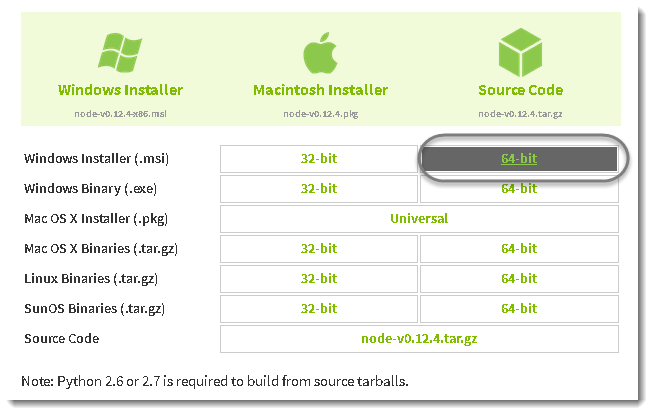 Windows Installer Macintosh Installer Source Code
node-v0.12.4-x86.msi node-v0.12.4.pkg node-v0.12.4.tar.gz
Windows Installer (.msi) 32-bit 64-bit
Windows Binary (.exe) 32-bit 64-bit
Mac OS X Installer (.pkg) Universal
Mac OS X Binaries (.tar.gz) 32-bit 64-bit
Linux Binaries (.tar.gz) 32-bit 64-bit
SunOS Binaries (.tar.gz) 32-bit 64-bit
Source Code node-v0.12.4.tar.gz
Note: Python 2.6 or 2.7 is required to build from source tarballs.